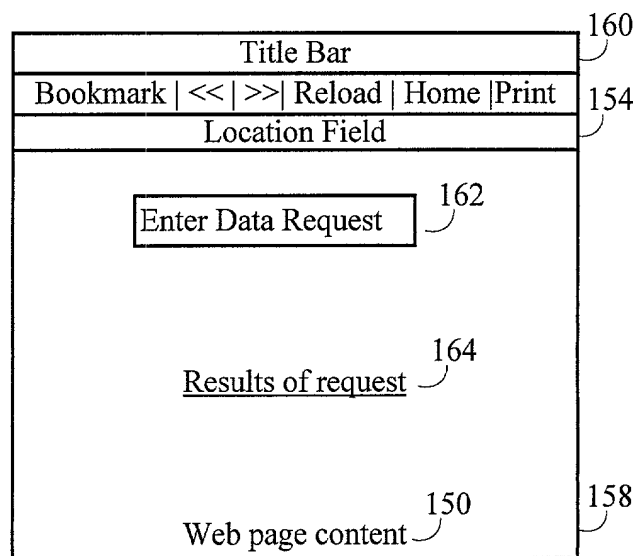 160
Title Bar
Bookmark | << | >>| Reload | Home |Print
154
Location Field
162
Enter Data Request
164
Results of request
150
158
Web page content